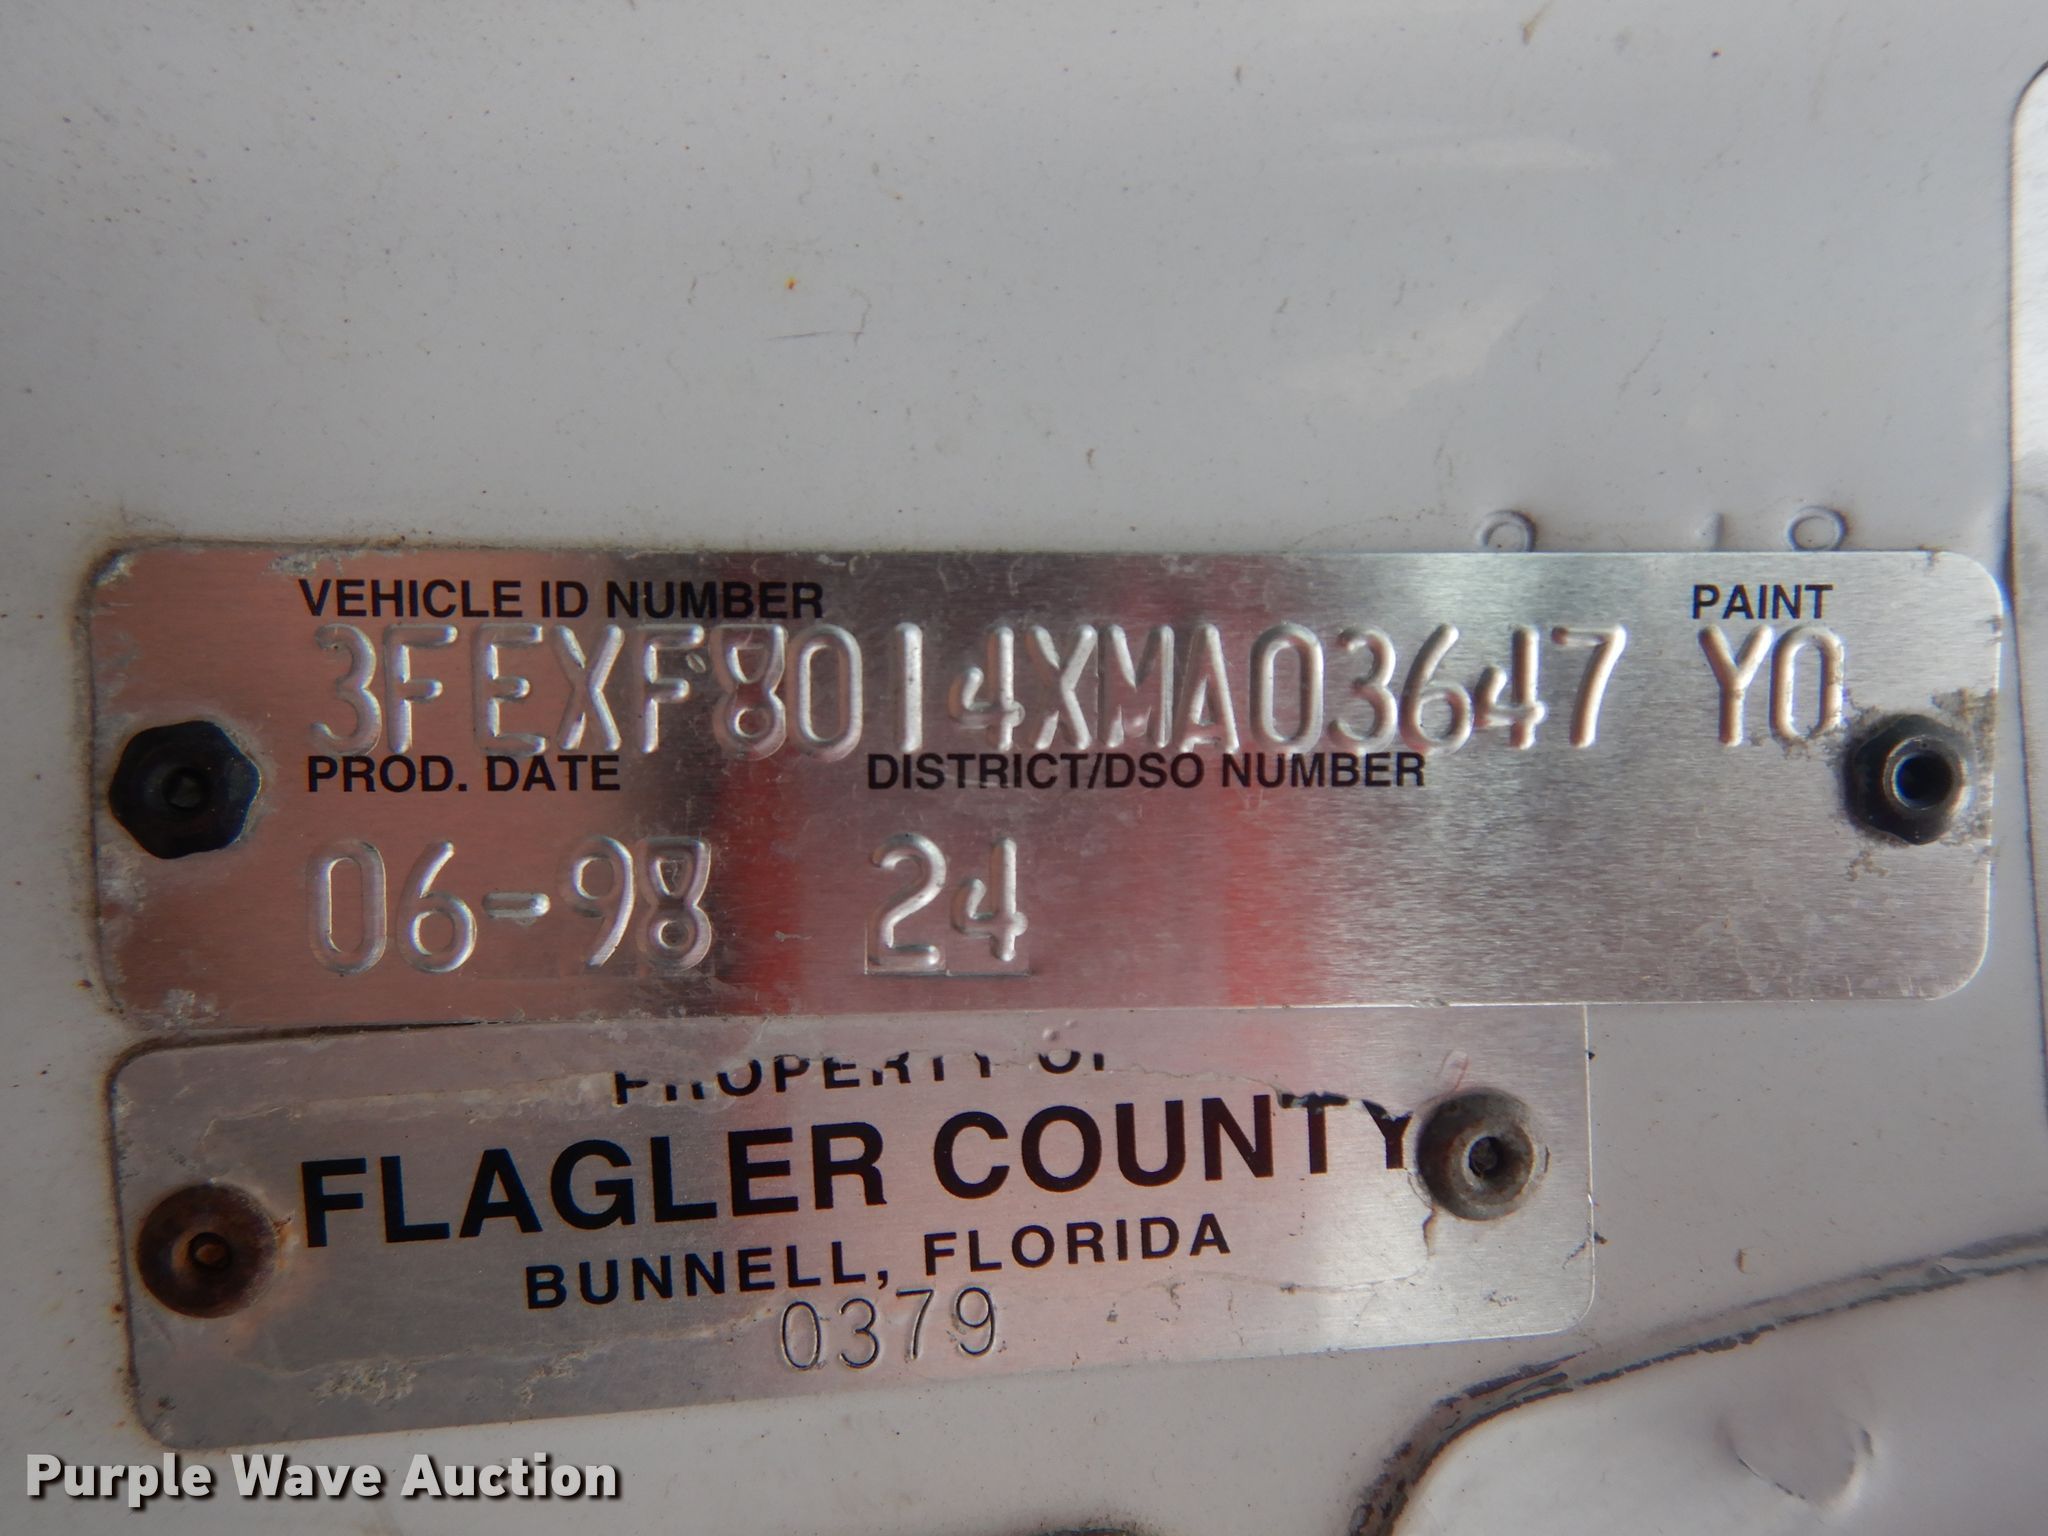 VEHICLE ID NUMBER PAINT
3FEXF8014XMA03647 YO
PROD. DATE DISTRICT/DSO NUMBER
06-98 24
PROPERTY OF
FLAGLER COUNTY
BUNNELL, FLORIDA
0379
Purple Wave Auction